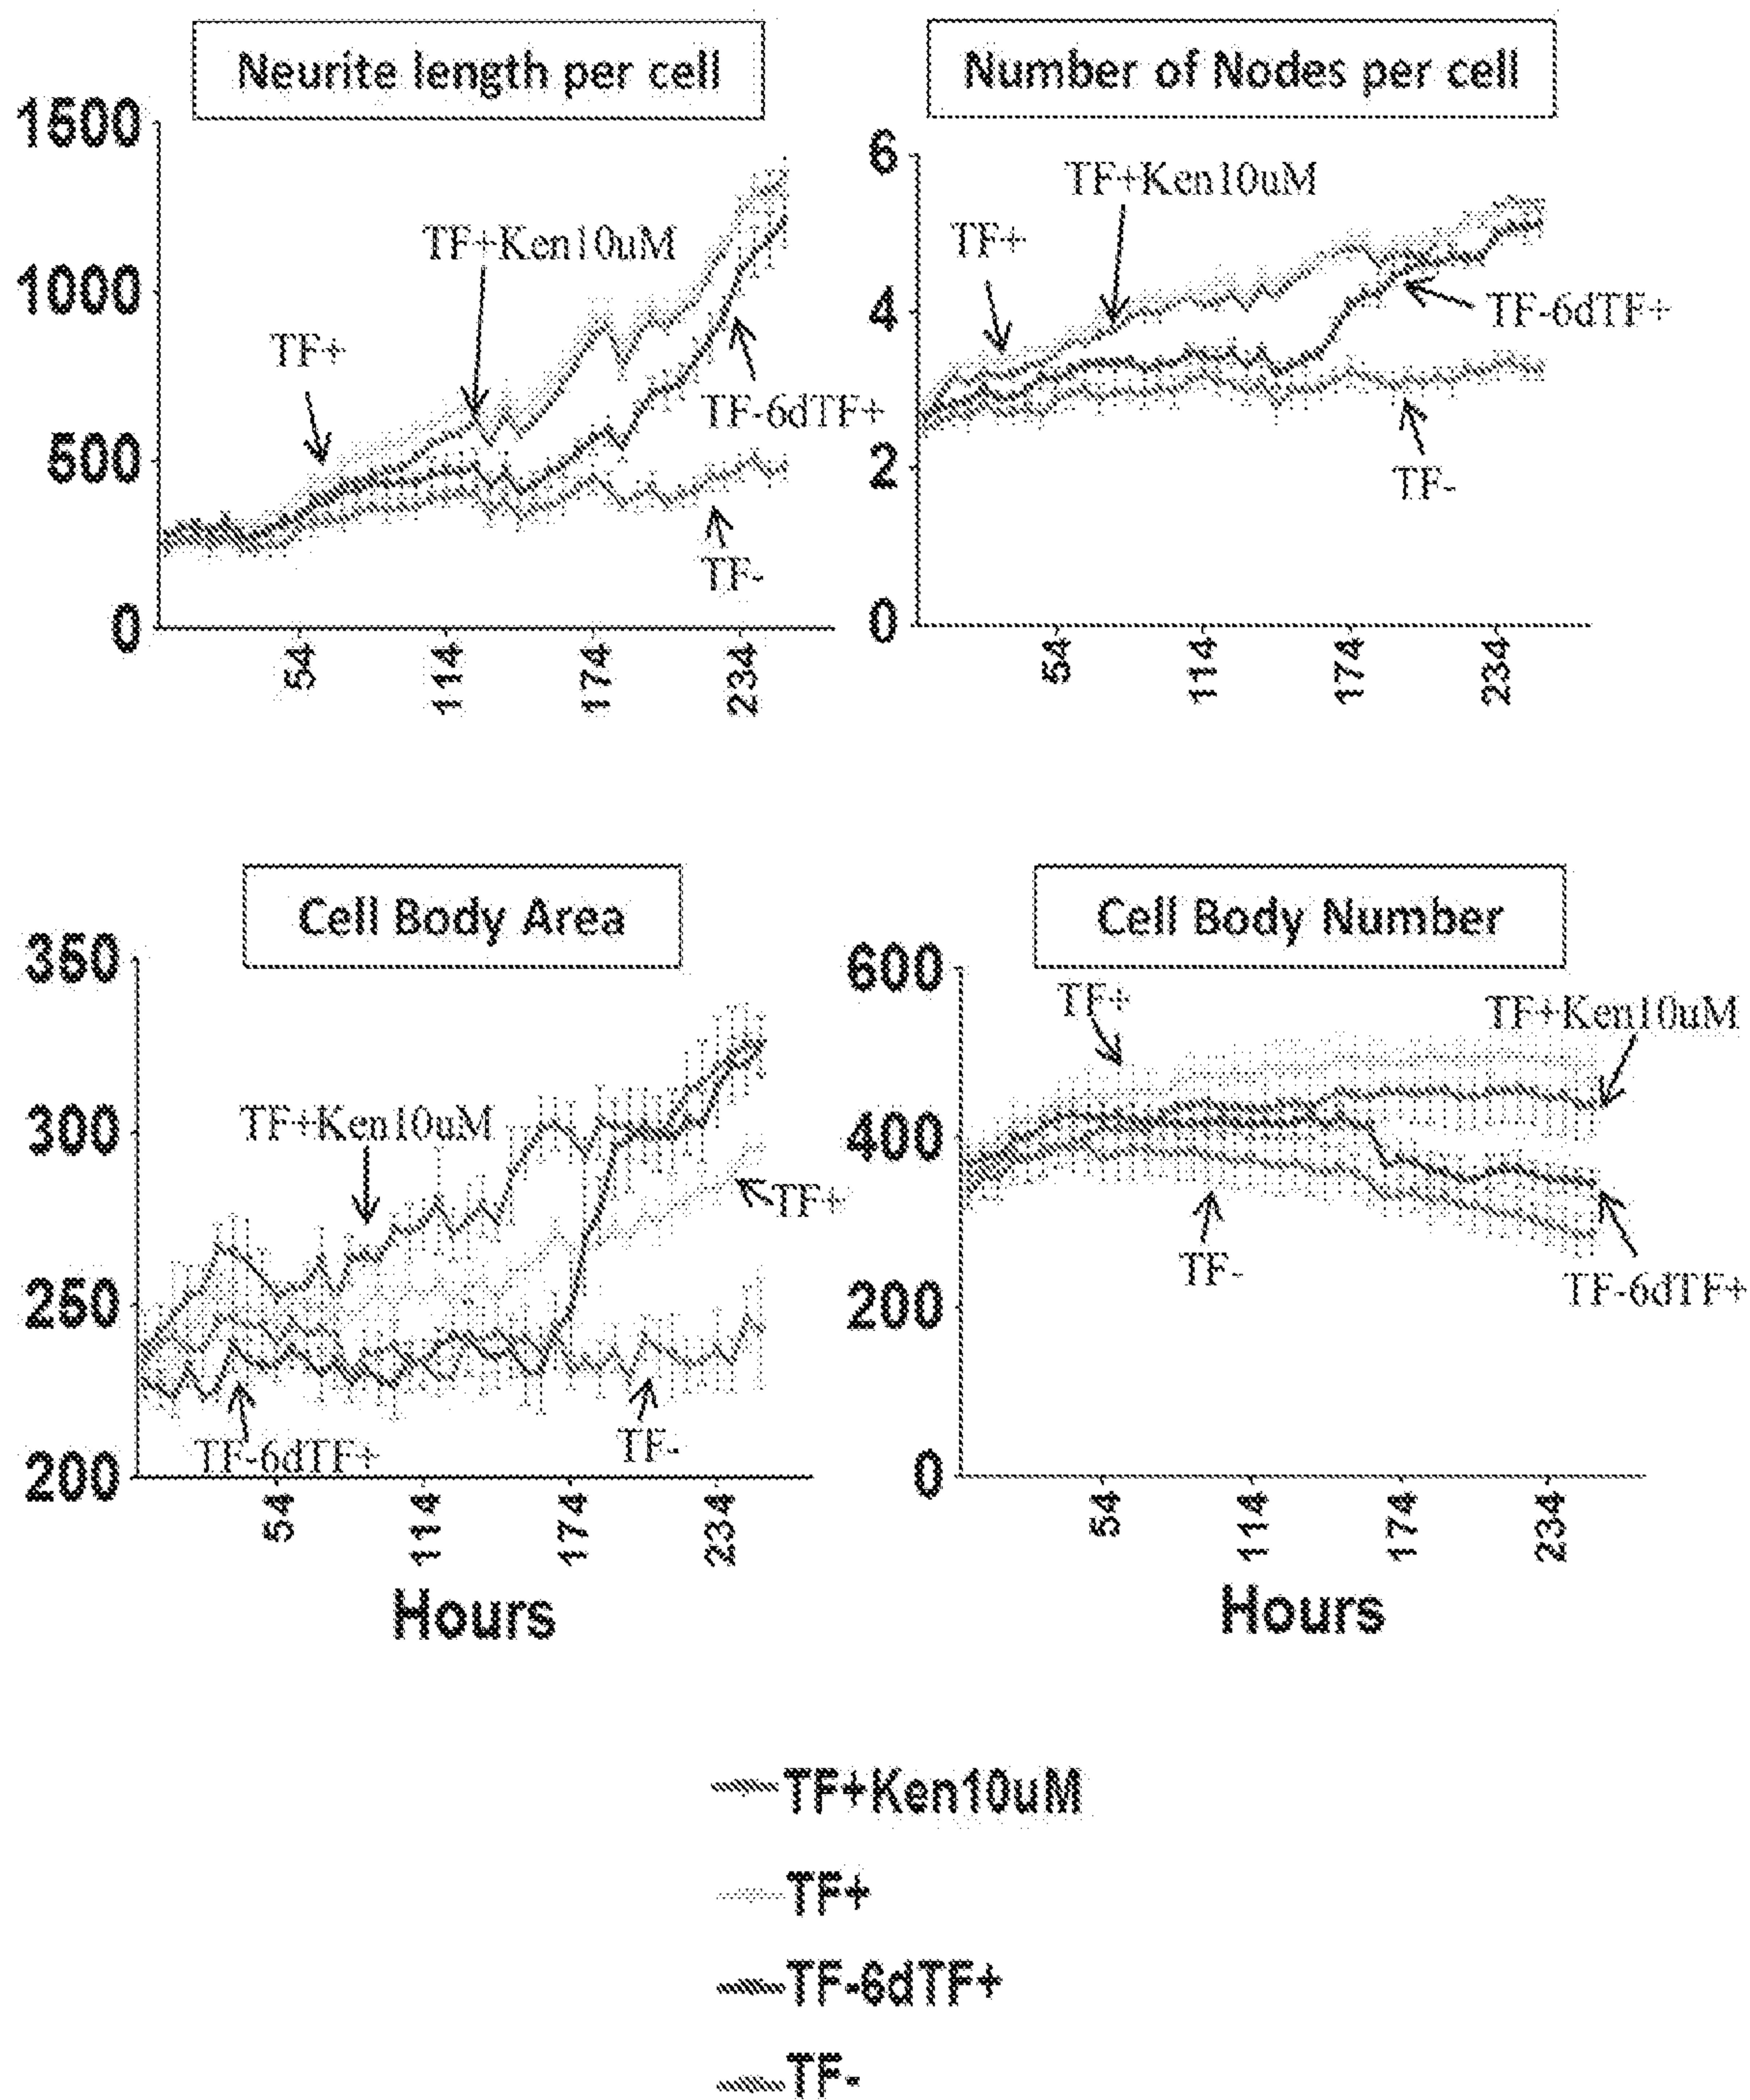 Neurite length per cell
1500
1000
500
0
TF+Ken10uM
TF+
TF-6dTF+
TF-
54
114
174
234
Number of Nodes per cell
6
4
2
0
TF+Ken10uM
TF+
TF-6dTF+
TF-
54
114
174
234
Cell Body Area
350
300
250
200
TF+Ken10uM
TF+
TF-6dTF+
TF-
54
114
174
234
Hours
Cell Body Number
600
400
200
0
TF+
TF+Ken10uM
TF-
TF-6dTF+
54
114
174
234
Hours
TF+Ken10uM
TF+
TF-6dTF+
TF-